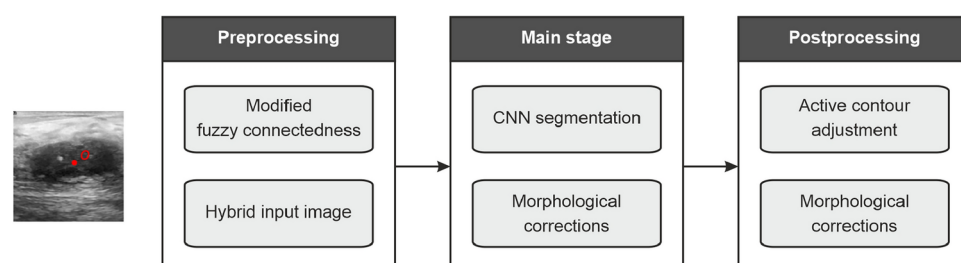 Preprocessing
Modified
fuzzy connectedness
Hybrid input image
Main stage
CNN segmentation
Morphological
corrections
Postprocessing
Active contour
adjustment
Morphological
corrections